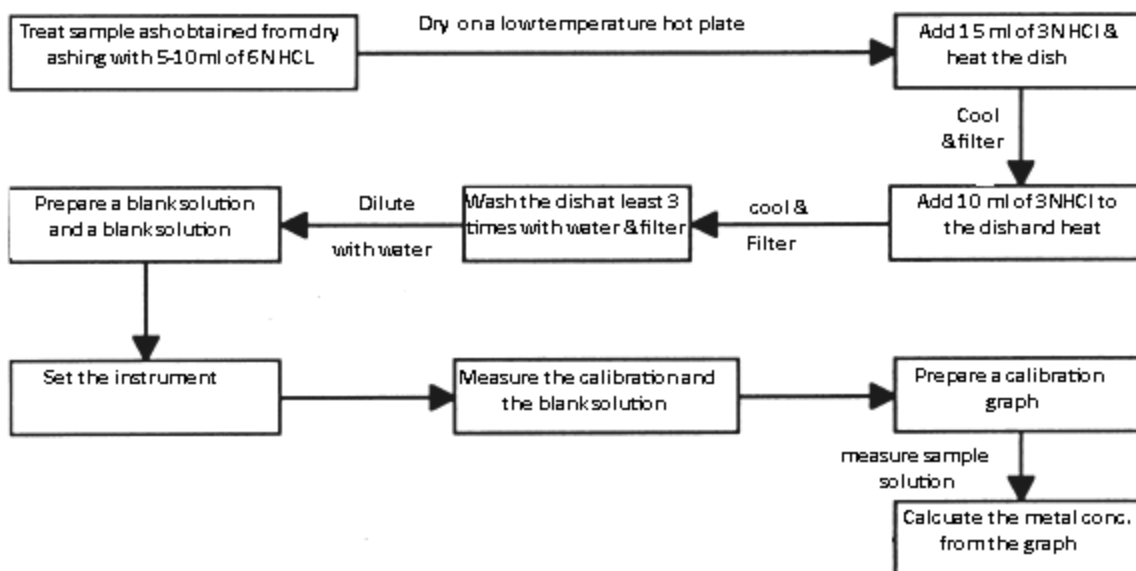 Treat sample ash obtained from dry
ashing with 5-10 ml of 6N HCL
Dry on a low temperature hot plate
Add 15 ml of 3N HCl &
heat the dish
Cool
& filter
Add 10 ml of 3N HCl to
the dish and heat
cool &
Filter
Wash the dish at least 3
times with water & filter
Dilute
with water
Prepare a blank solution
and a blank solution
Set the instrument
Measure the calibration and
the blank solution
Prepare a calibration
graph
measure sample
solution
Calcuate the metal conc.
from the graph